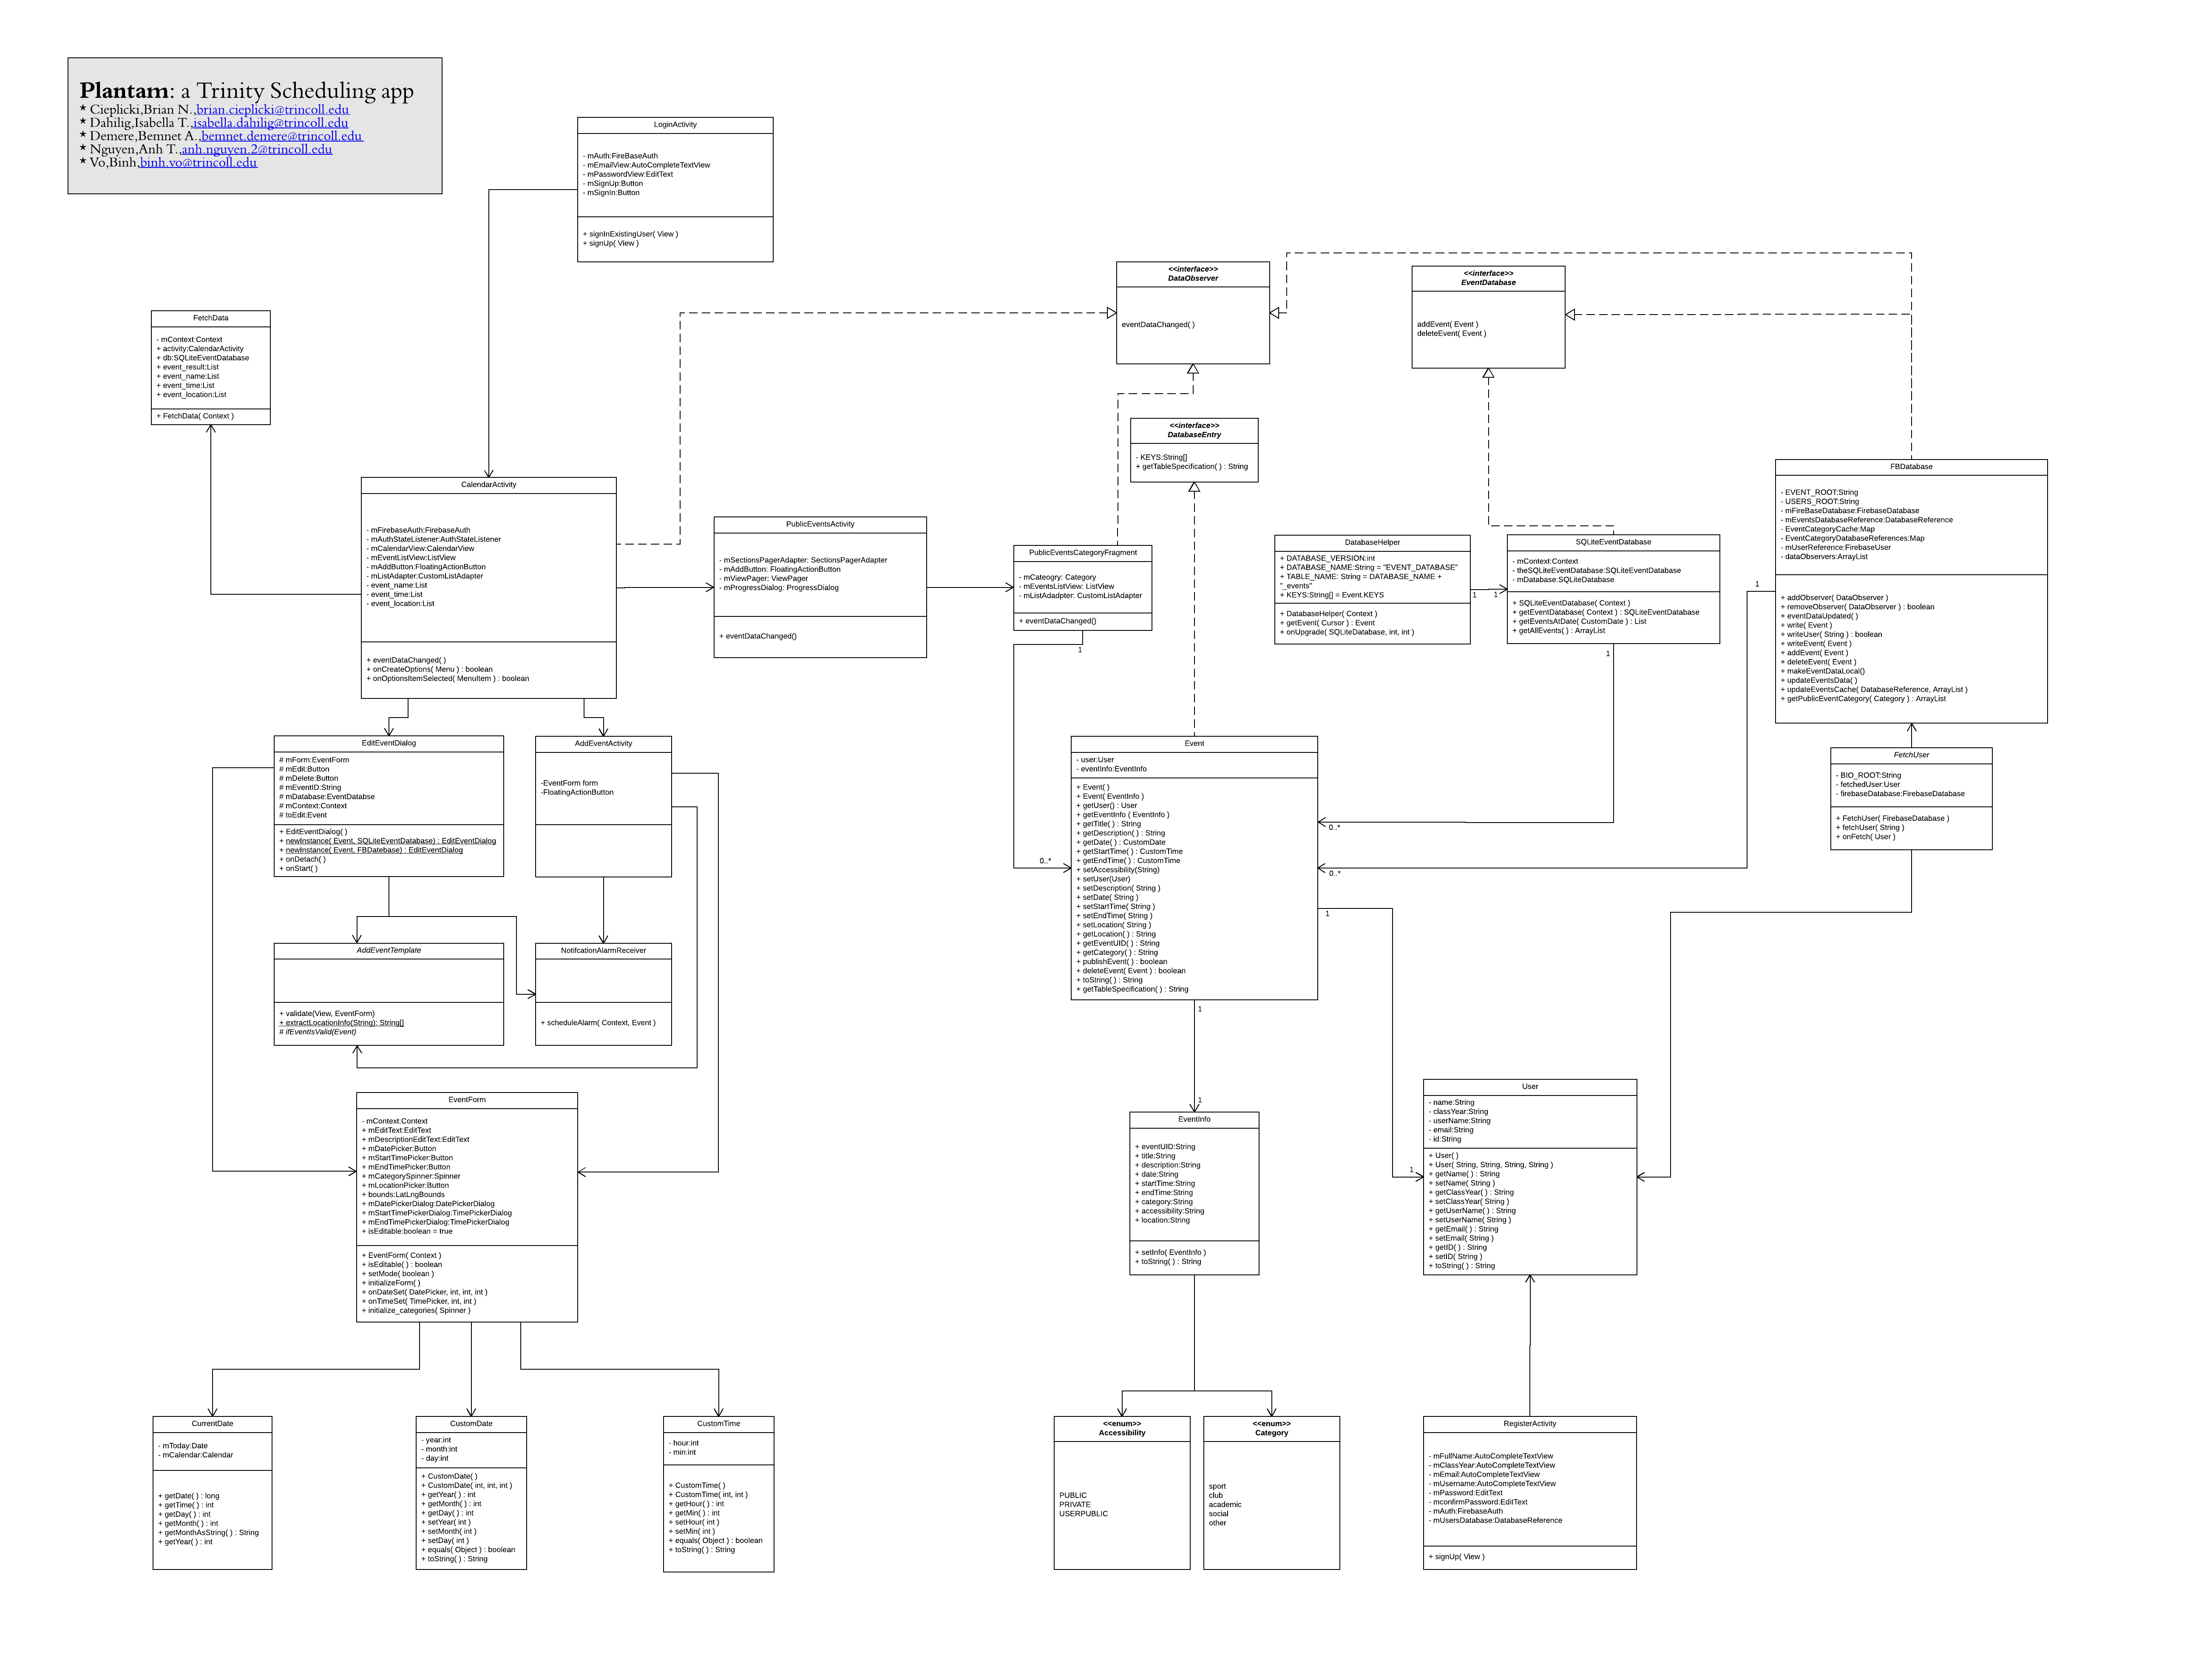 Plantam: a Trinity Scheduling app
* Cieplicki,Brian N.,brian.cieplicki@trincoll.edu
* Dahilig,Isabella T.,isabella.dahilig@trincoll.edu
* Demere,Bemnet A.,bemnet.demere@trincoll.edu
* Nguyen,Anh T.,anh.nguyen.2@trincoll.edu
* Vo,Binh,binh.vo@trincoll.edu
LoginActivity
- mAuth:FireBaseAuth
- mEmailView:AutoCompleteTextView
- mPasswordView:EditText
- mSignUp:Button
- mSignIn:Button
+ signInExistingUser( View )
+ signUp( View )
<<interface>>
DataObserver
eventDataChanged( )
<<interface>>
EventDatabase
addEvent( Event )
deleteEvent( Event )
FetchData
- mContext:Context
+ activity:CalendarActivity
+ db:SQLiteEventDatabase
+ event_result:List
+ event_name:List
+ event_time:List
+ event_location:List
+ FetchData( Context )
<<interface>>
DatabaseEntry
- KEYS:String[]
+ getTableSpecification( ) : String
FBDatabase
- EVENT_ROOT:String
- USERS_ROOT:String
- mFireBaseDatabase:FirebaseDatabase
- mEventsDatabaseReference:DatabaseReference
- EventCategoryCache:Map
- EventCategoryDatabaseReferences:Map
- mUserReference:FirebaseUser
- dataObservers:ArrayList
+ addObserver( DataObserver )
+ removeObserver( DataObserver ) : boolean
+ eventDataUpdated( )
+ write( Event )
+ writeUser( String ) : boolean
+ writeEvent( Event )
+ addEvent( Event )
+ deleteEvent( Event )
+ makeEventDataLocal()
+ updateEventsData( )
+ updateEventsCache( DatabaseReference, ArrayList )
+ getPublicEventCategory( Category ) : ArrayList
1
CalendarActivity
- mFirebaseAuth:FirebaseAuth
- mAuthStateListener:AuthStateListener
- mCalendarView:CalendarView
- mEventListView:ListView
- mAddButton:FloatingActionButton
- mListAdapter:CustomListAdapter
- event_name:List
- event_time:List
- event_location:List
+ eventDataChanged( )
+ onCreateOptions( Menu ) : boolean
+ onOptionsItemSelected( MenuItem ) : boolean
PublicEventsActivity
- mSectionsPagerAdapter: SectionsPagerAdapter
- mAddButton: FloatingActionButton
- mViewPager: ViewPager
- mProgressDialog: ProgressDialog
+ eventDataChanged()
PublicEventsCategoryFragment
- mCateogry: Category
- mEventsListView: ListView
- mListAdadpter: CustomListAdapter
+ eventDataChanged()
1
DatabaseHelper
+ DATABASE_VERSION:int
+ DATABASE_NAME:String = "EVENT_DATABASE"
+ TABLE_NAME: String = DATABASE_NAME +
"_events"
+ KEYS:String[] = Event.KEYS
+ DatabaseHelper( Context )
+ getEvent( Cursor ) : Event
+ onUpgrade( SQLiteDatabase, int, int )
1
1
SQLiteEventDatabase
- mContext:Context
- theSQLiteEventDatabase:SQLiteEventDatabase
- mDatabase:SQLiteDatabase
+ SQLiteEventDatabase( Context )
+ getEventDatabase( Context ) : SQLiteEventDatabase
+ getEventsAtDate( CustomDate ) : List
+ getAllEvents( ) : ArrayList
1
EditEventDialog
# mForm:EventForm
# mEdit:Button
# mDelete:Button
# mEventID:String
# mDatabase:EventDatabse
# mContext:Context
# toEdit:Event
+ EditEventDialog( )
+ newInstance( Event, SQLiteEventDatabase) : EditEventDialog
+ newInstance( Event, FBDatebase) : EditEventDialog
+ onDetach( )
+ onStart( )
AddEventActivity
-EventForm form
-FloatingActionButton
Event
- user:User
- eventInfo:EventInfo
+ Event( )
+ Event( EventInfo )
+ getUser() : User
+ getEventInfo ( EventInfo )
+ getTitle( ) : String
+ getDescription( ) : String
+ getDate( ) : CustomDate
+ getStartTime( ) : CustomTime
+ getEndTime( ) : CustomTime
+ setAccessibility(String)
+ setUser(User)
+ setDescription( String )
+ setDate( String )
+ setStartTime( String )
+ setEndTime( String )
+ setLocation( String )
+ getLocation( ) : String
+ getEventUID( ) : String
+ getCategory( ) : String
+ publishEvent( ) : boolean
+ deleteEvent( Event ) : boolean
+ toString( ) : String
+ getTableSpecification( ) : String
0..*
0..*
0..*
1
1
FetchUser
- BIO_ROOT:String
- fetchedUser:User
- firebaseDatabase:FirebaseDatabase
+ FetchUser( FirebaseDatabase )
+ fetchUser( String )
+ onFetch( User )
AddEventTemplate
+ validate(View, EventForm)
+ extractLocationInfo(String): String[]
# ifEventIsValid(Event)
NotifcationAlarmReceiver
+ scheduleAlarm( Context, Event )
EventForm
- mContext:Context
+ mEditText:EditText
+ mDescriptionEditText:EditText
+ mDatePicker:Button
+ mStartTimePicker:Button
+ mEndTimePicker:Button
+ mCategorySpinner:Spinner
+ mLocationPicker:Button
+ bounds:LatLngBounds
+ mDatePickerDialog:DatePickerDialog
+ mStartTimePickerDialog:TimePickerDialog
+ mEndTimePickerDialog:TimePickerDialog
+ isEditable:boolean = true
+ EventForm( Context )
+ isEditable( ) : boolean
+ setMode( boolean )
+ initializeForm( )
+ onDateSet( DatePicker, int, int, int )
+ onTimeSet( TimePicker, int, int )
+ initialize_categories( Spinner )
1
EventInfo
+ eventUID:String
+ title:String
+ description:String
+ date:String
+ startTime:String
+ endTime:String
+ category:String
+ accessibility:String
+ location:String
+ setInfo( EventInfo )
+ toString( ) : String
1
User
- name:String
- classYear:String
- userName:String
- email:String
- id:String
+ User( )
+ User( String, String, String, String )
+ getName( ) : String
+ setName( String )
+ getClassYear( ) : String
+ setClassYear( String )
+ getUserName( ) : String
+ setUserName( String )
+ getEmail( ) : String
+ setEmail( String )
+ getID( ) : String
+ setID( String )
+ toString( ) : String
CurrentDate
- mToday:Date
- mCalendar:Calendar
+ getDate( ) : long
+ getTime( ) : int
+ getDay( ) : int
+ getMonth( ) : int
+ getMonthAsString( ) : String
+ getYear( ) : int
CustomDate
- year:int
- month:int
- day:int
+ CustomDate( )
+ CustomDate( int, int, int )
+ getYear( ) : int
+ getMonth( ) : int
+ getDay( ) : int
+ setYear( int )
+ setMonth( int )
+ setDay( int )
+ equals( Object ) : boolean
+ toString( ) : String
CustomTime
- hour:int
- min:int
+ CustomTime( )
+ CustomTime( int, int )
+ getHour( ) : int
+ getMin( ) : int
+ setHour( int )
+ setMin( int )
+ equals( Object ) : boolean
+ toString( ) : String
<<enum>>
Accessibility
PUBLIC
PRIVATE
USERPUBLIC
<<enum>>
Category
sport
club
academic
social
other
RegisterActivity
- mFullName:AutoCompleteTextView
- mClassYear:AutoCompleteTextView
- mEmail:AutoCompleteTextView
- mUsername:AutoCompleteTextView
- mPassword:EditText
- mconfirmPassword:EditText
- mAuth:FirebaseAuth
- mUsersDatabase:DatabaseReference
+ signUp( View )